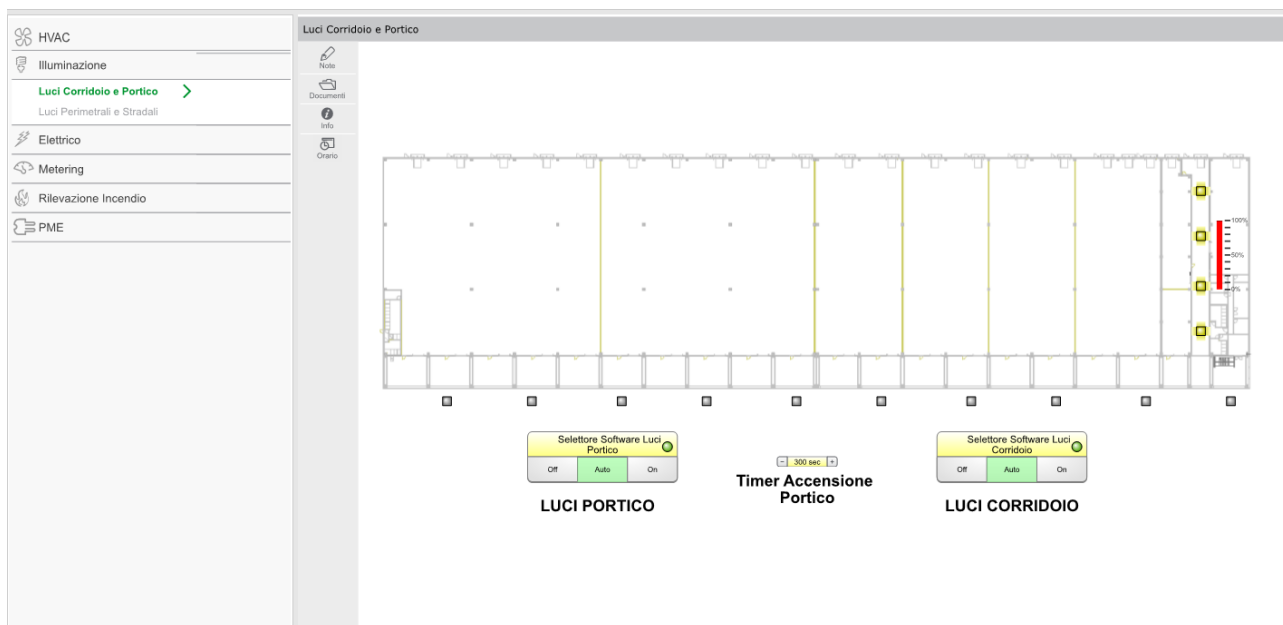 HVAC
Illuminazione
Luci Corridoio e Portico
Luci Perimetrali e Stradali
Elettrico
Metering
Rilevazione Incendio
PME
Luci Corridoio e Portico
Note
Documenti
Info
Orario
100%
50%
0%
Selettore Software Luci
Portico
Off Auto On
LUCI PORTICO
- 300 sec +
Timer Accensione
Portico
Selettore Software Luci
Corridoio
Off Auto On
LUCI CORRIDOIO